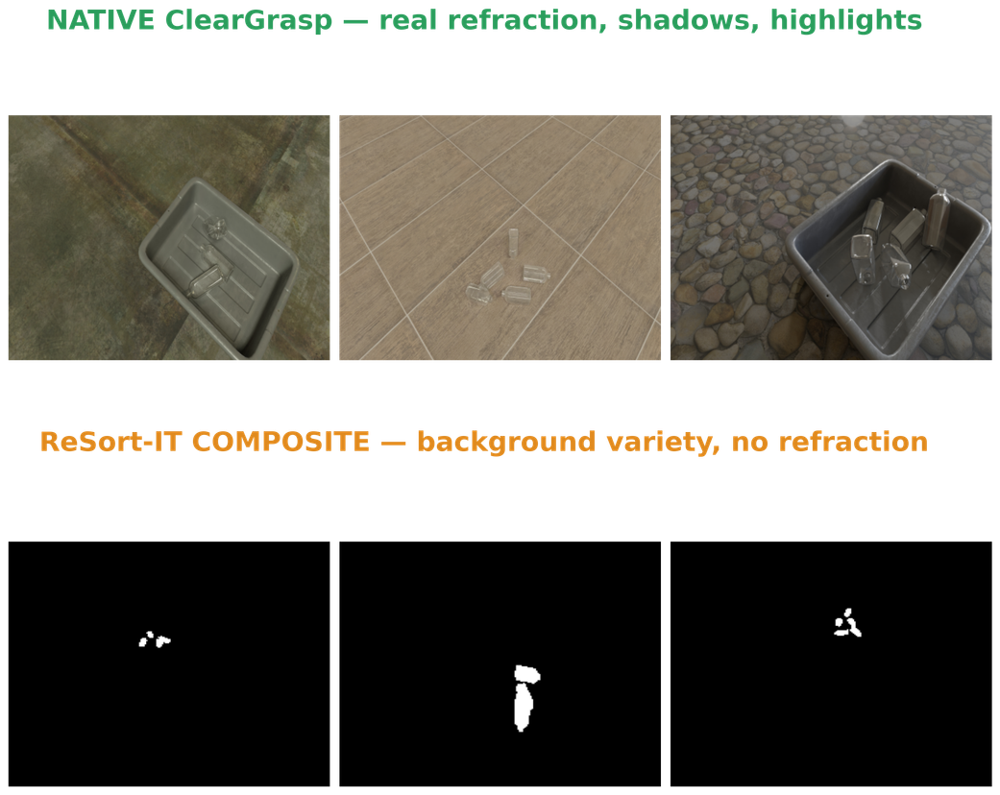 NATIVE ClearGrasp — real refraction, shadows, highlights
ReSort-IT COMPOSITE — background variety, no refraction